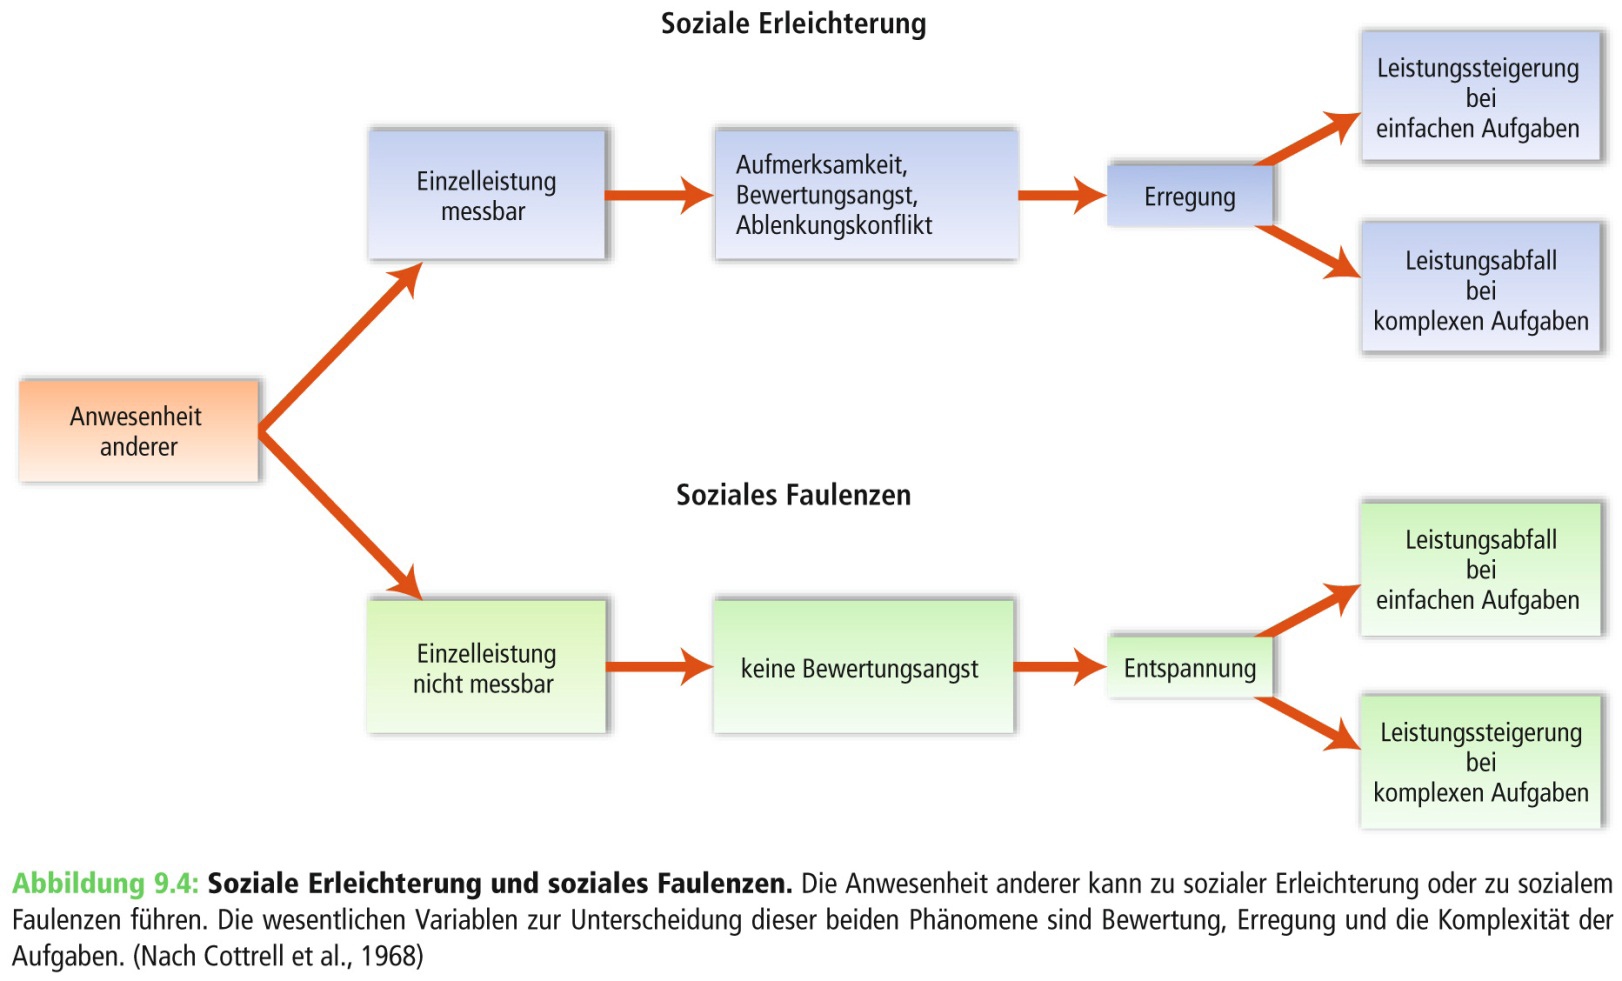 Soziale Erleichterung
Anwesenheit
anderer
Einzelleistung
messbar
Aufmerksamkeit,
Bewertungsangst,
Ablenkungskonflikt
Erregung
Leistungssteigerung
bei
einfachen Aufgaben
Leistungsabfall
bei
komplexen Aufgaben
Soziales Faulenzen
Einzelleistung
nicht messbar
keine Bewertungsangst
Entspannung
Leistungsabfall
bei
einfachen Aufgaben
Leistungssteigerung
bei
komplexen Aufgaben
Abbildung 9.4: Soziale Erleichterung und soziales Faulenzen. Die Anwesenheit anderer kann zu sozialer Erleichterung oder zu sozialem
Faulenzen führen. Die wesentlichen Variablen zur Unterscheidung dieser beiden Phänomene sind Bewertung, Erregung und die Komplexität der
Aufgaben. (Nach Cottrell et al., 1968)